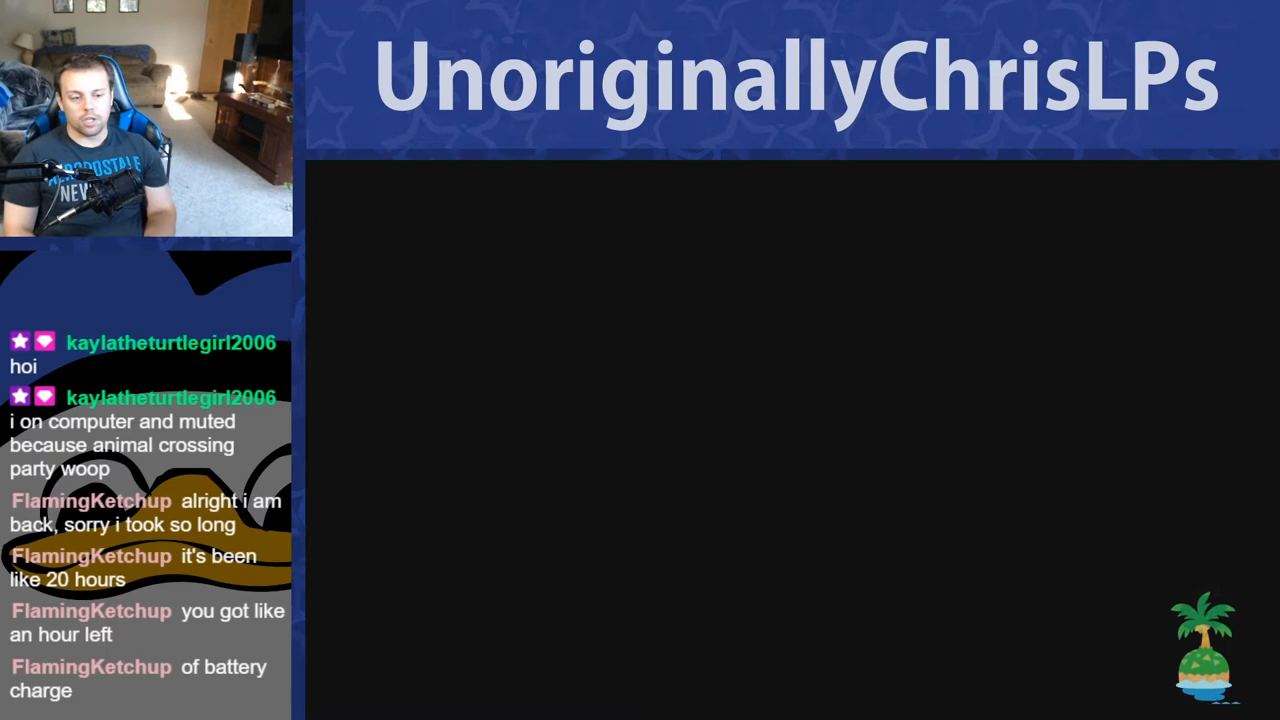 UnoriginallyChrisLPs
AEROPOSTALE
NEW
kaylatheturtlegirl2006
hoi
kaylatheturtlegirl2006
i on computer and muted
because animal crossing
party woop
FlamingKetchup alright i am
back, sorry i took so long
FlamingKetchup it's been
like 20 hours
FlamingKetchup you got like
an hour left
FlamingKetchup of battery
charge